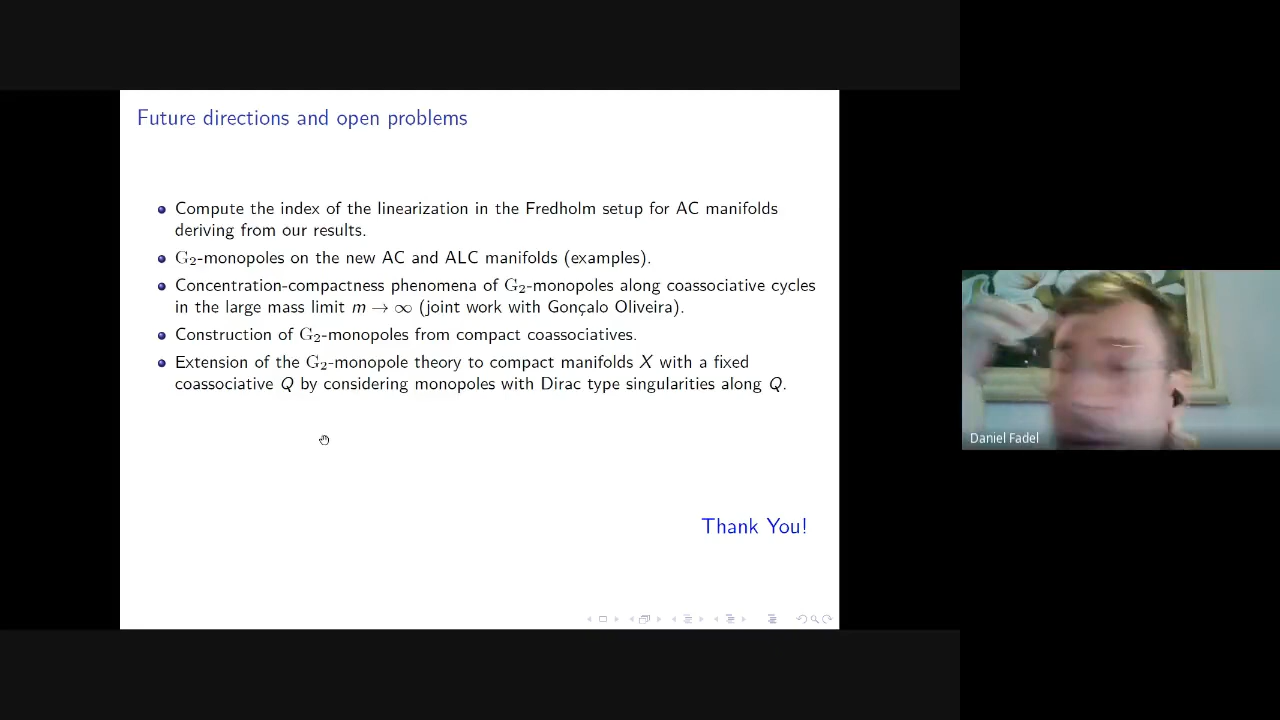 Future directions and open problems
Compute the index of the linearization in the Fredholm setup for AC manifolds
deriving from our results.
G₂-monopoles on the new AC and ALC manifolds (examples).
Concentration-compactness phenomena of G₂-monopoles along coassociative cycles
in the large mass limit m → ∞ (joint work with Gonçalo Oliveira).
Construction of G₂-monopoles from compact coassociatives.
Extension of the G₂-monopole theory to compact manifolds X with a fixed
coassociative Q by considering monopoles with Dirac type singularities along Q.
Thank You!
Daniel Fadel